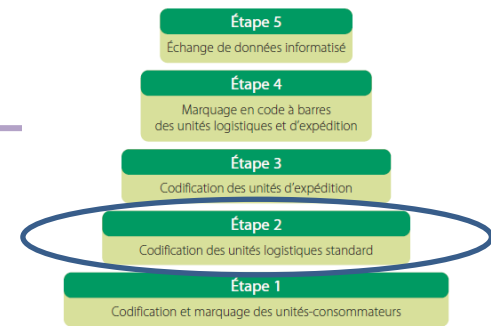 Étape 5
Échange de données informatisé
Étape 4
Marquage en code à barres
des unités logistiques et d'expédition
Étape 3
Codification des unités d'expédition
Étape 2
Codification des unités logistiques standard
Étape 1
Codification et marquage des unités-consommateurs